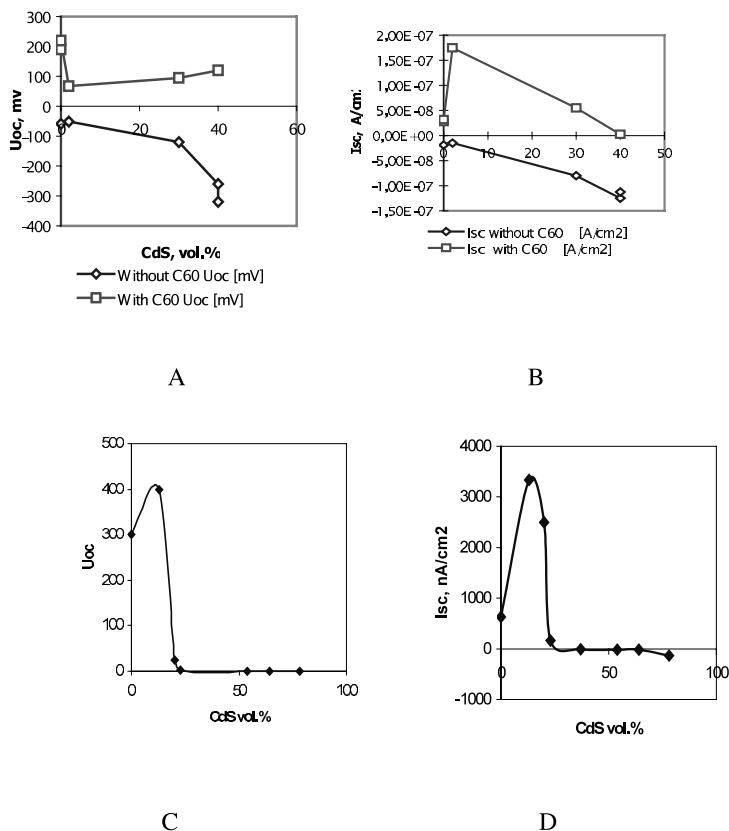 300
200
100
0
-100
-200
-300
-400
0
20
40
60
Uoc, mv
CdS, vol.%
Without C60 Uoc [mV]
With C60 Uoc [mV]
A
2,00E-07
1,50E-07
1,00E-07
5,00E-08
0,00E+00
-5,00E-08
-1,00E-07
-1,50E-07
0
10
20
30
40
50
Isc, A/cm
Isc without C60 [A/cm2]
Isc with C60 [A/cm2]
B
500
400
300
200
100
0
0
50
100
Uoc
CdS vol.%
C
4000
3000
2000
1000
0
-1000
0
50
100
Isc, nA/cm2
CdS vol.%
D